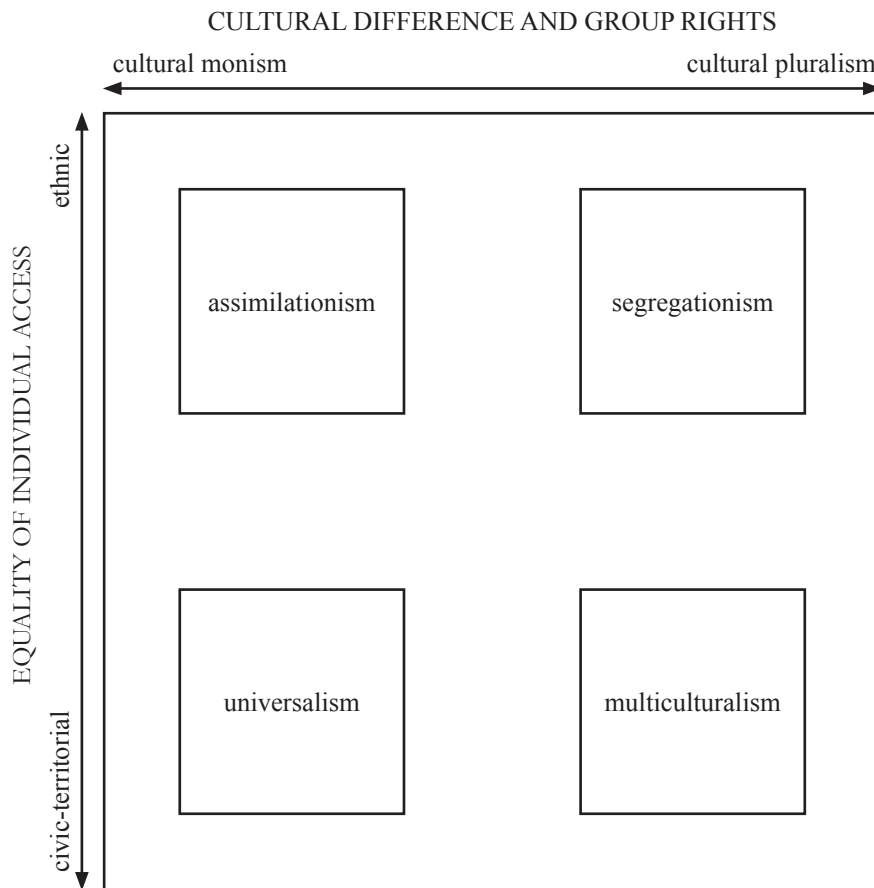 CULTURAL DIFFERENCE AND GROUP RIGHTS
cultural monism
cultural pluralism
EQUALITY OF INDIVIDUAL ACCESS
ethnic
civic-territorial
assimilationism
segregationism
universalism
multiculturalism